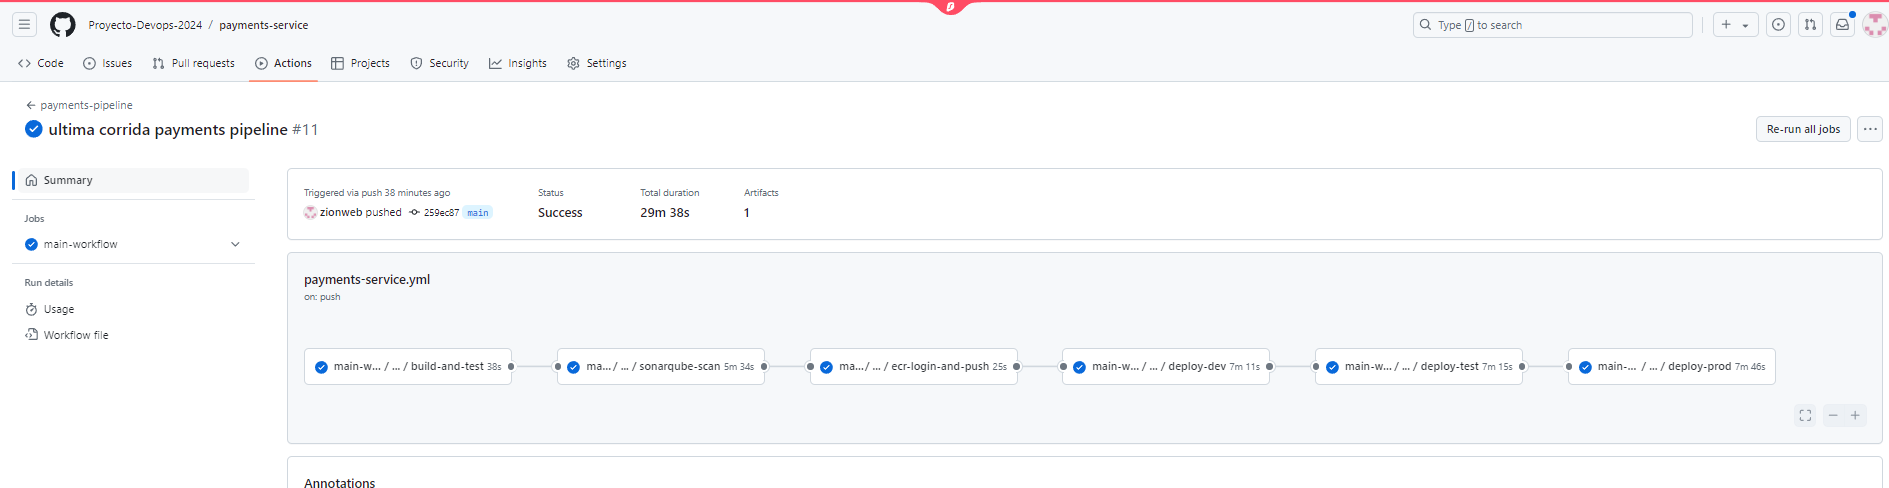 Proyecto-Devops-2024 / payments-service
Type / to search
Code
Issues
Pull requests
Actions
Projects
Security
Insights
Settings
payments-pipeline
ultima corrida payments pipeline #11
Re-run all jobs
Summary
Jobs
main-workflow
Run details
Usage
Workflow file
Triggered via push 38 minutes ago
zionweb pushed 259ec87 main
Status
Success
Total duration
29m 38s
Artifacts
1
payments-service.yml
on: push
main-w... / ... / build-and-test 38s
ma... / ... / sonarqube-scan 5m 34s
ma... / ... / ecr-login-and-push 25s
main-w... / ... / deploy-dev 7m 11s
main-w... / ... / deploy-test 7m 15s
main-... / ... / deploy-prod 7m 46s
Annotations